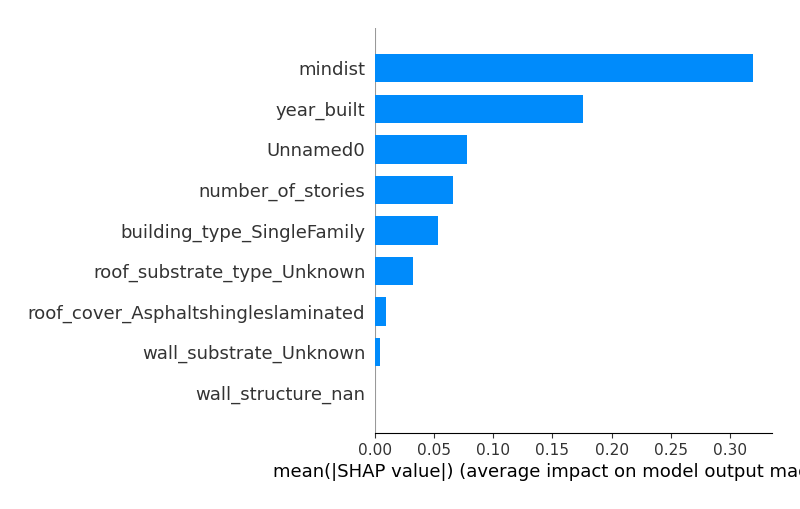 mindist
year_built
Unnamed0
number_of_stories
building_type_SingleFamily
roof_substrate_type_Unknown
roof_cover_Asphaltshingleslaminated
wall_substrate_Unknown
wall_structure_nan
0.00 0.05 0.10 0.15 0.20 0.25 0.30
mean(|SHAP value|) (average impact on model output